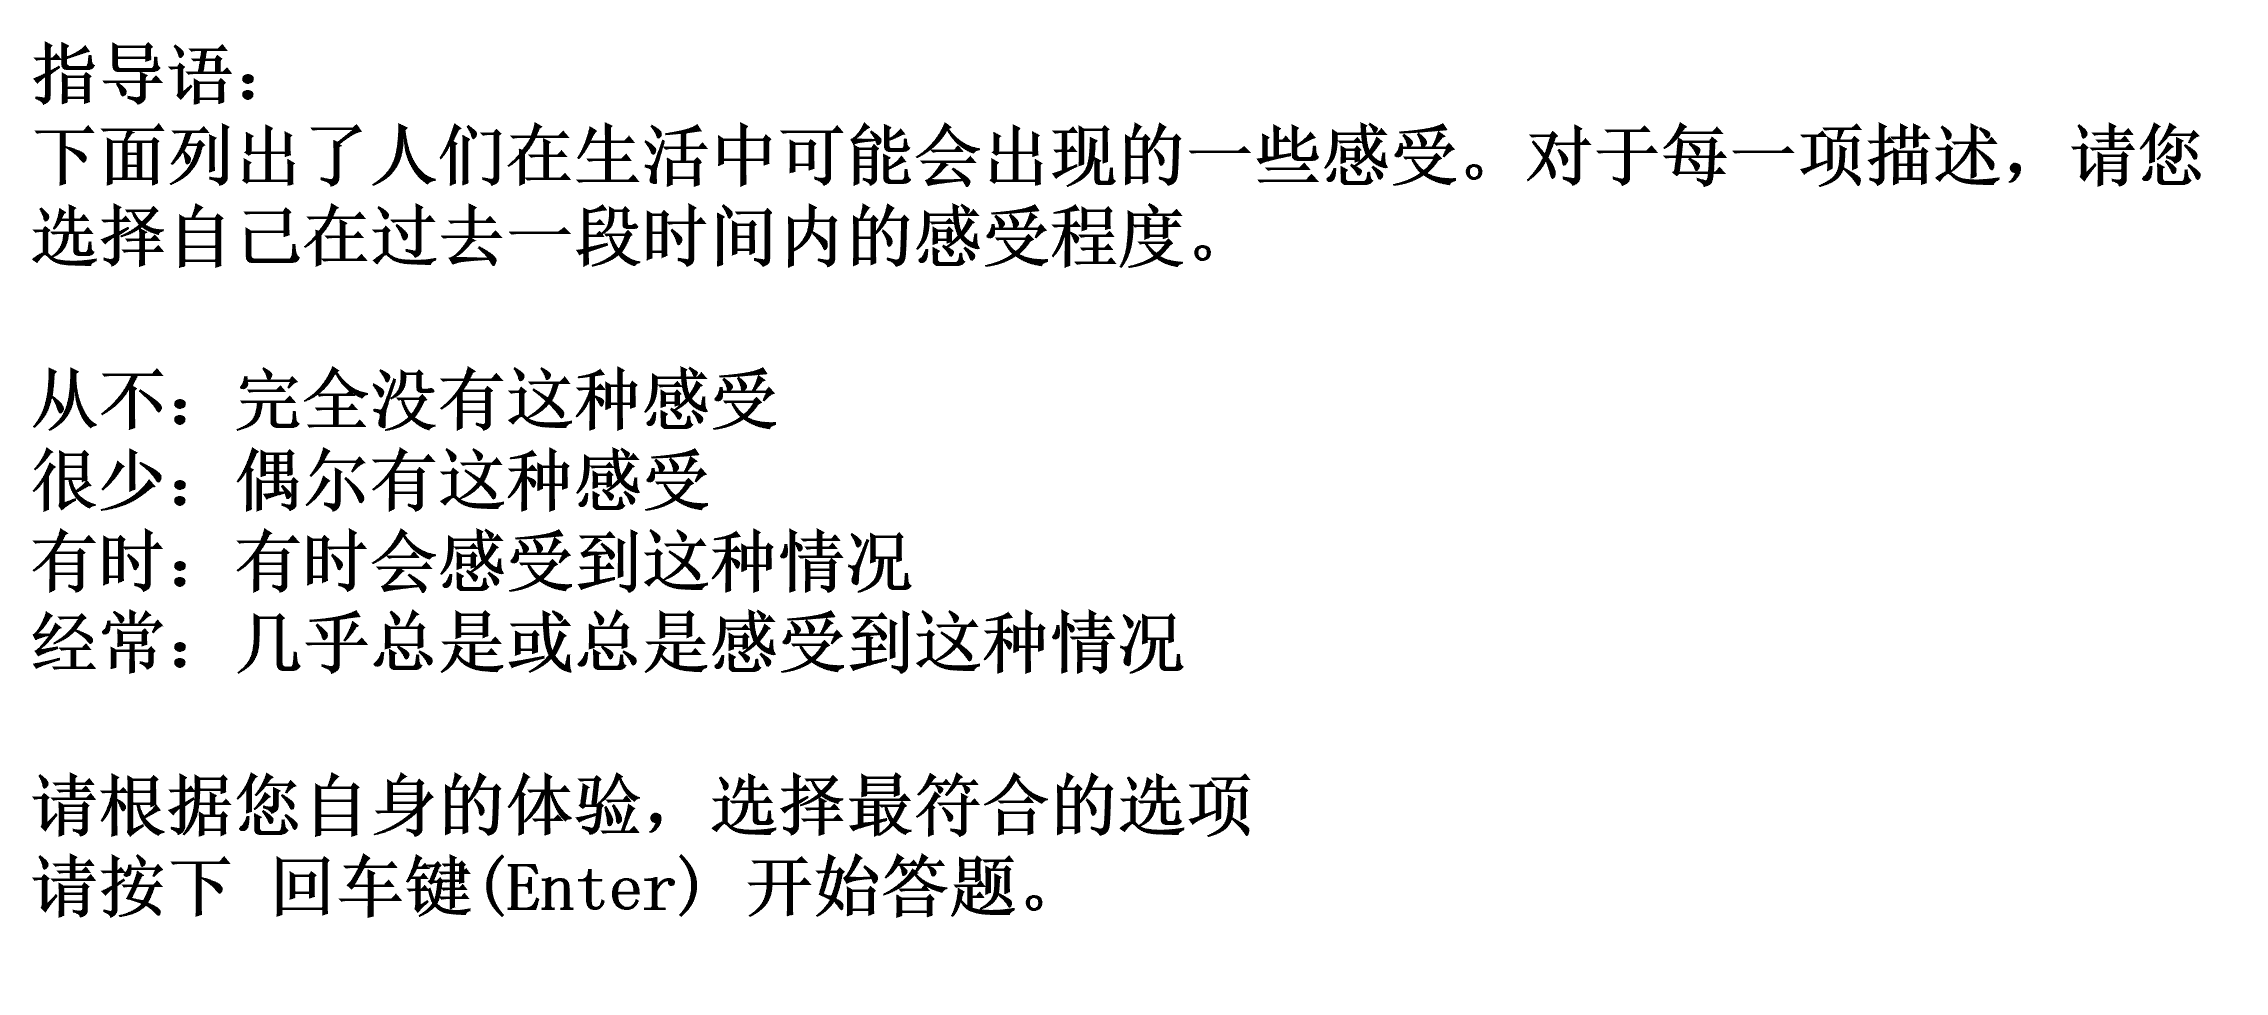 指导语：
下面列出了人们在生活中可能会出现的一些感受。对于每一项描述，请您
选择自己在过去一段时间内的感受程度。
从不：完全没有这种感受
很少：偶尔有这种感受
有时：有时会感受到这种情况
经常：几乎总是或总是感受到这种情况
请根据您自身的体验，选择最符合的选项
请按下 回车键(Enter) 开始答题。